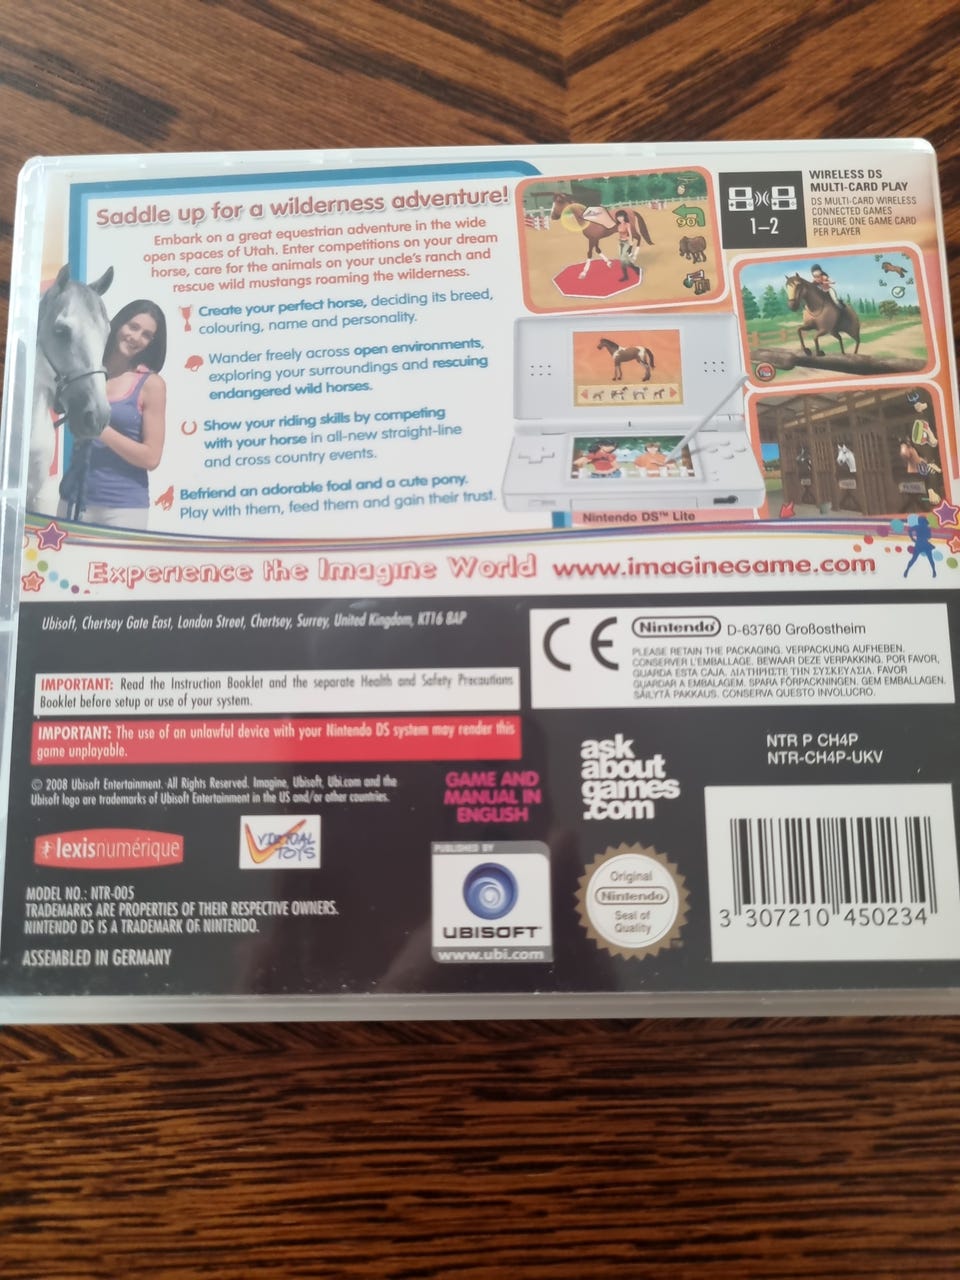 Saddle up for a wilderness adventure!
Embark on a great equestrian adventure in the wide
open spaces of Utah. Enter competitions on your dream
horse, care for the animals on your uncle's ranch and
rescue wild mustangs roaming the wilderness.
Create your perfect horse, deciding its breed,
colouring, name and personality.
Wander freely across open environments,
exploring your surroundings and rescuing
endangered wild horses.
Show your riding skills by competing
with your horse in all-new straight-line
and cross country events.
Befriend an adorable foal and a cute pony.
Play with them, feed them and gain their trust.
90
1–2
WIRELESS DS
MULTI-CARD PLAY
DS MULTI-CARD WIRELESS
CONNECTED GAMES
REQUIRE ONE GAME CARD
PER PLAYER
Nintendo DS™ Lite
Experience the Imagine World www.imaginegame.com
Ubisoft, Chertsey Gate East, London Street, Chertsey, Surrey, United Kingdom, KT16 8AP
IMPORTANT: Read the Instruction Booklet and the separate Health and Safety Precautions
Booklet before setup or use of your system.
IMPORTANT: The use of an unlawful device with your Nintendo DS system may render this
game unplayable.
© 2008 Ubisoft Entertainment. All Rights Reserved. Imagine, Ubisoft, Ubi.com and the
Ubisoft logo are trademarks of Ubisoft Entertainment in the US and/or other countries.
lexisnumérique
VIRTUAL
TOYS
MODEL NO.: NTR-005
TRADEMARKS ARE PROPERTIES OF THEIR RESPECTIVE OWNERS.
NINTENDO DS IS A TRADEMARK OF NINTENDO.
ASSEMBLED IN GERMANY
GAME AND
MANUAL IN
ENGLISH
PUBLISHED BY
UBISOFT
www.ubi.com
CE
Nintendo D-63760 Großostheim
PLEASE RETAIN THE PACKAGING. VERPACKUNG AUFHEBEN.
CONSERVER L'EMBALLAGE. BEWAAR DEZE VERPAKKING. POR FAVOR,
GUARDA ESTA CAJA. ΔΙΑΤΗΡΗΣΤΕ ΤΗΝ ΣΥΣΚΕΥΑΣΙΑ. FAVOR
GUARDAR A EMBALAGEM. SPARA FÖRPACKNINGEN. GEM EMBALLAGEN.
SÄILYTÄ PAKKAUS. CONSERVA QUESTO INVOLUCRO.
ask
about
games
.com
NTR P CH4P
NTR-CH4P-UKV
Original
Nintendo
Seal of
Quality
3 307210 450234